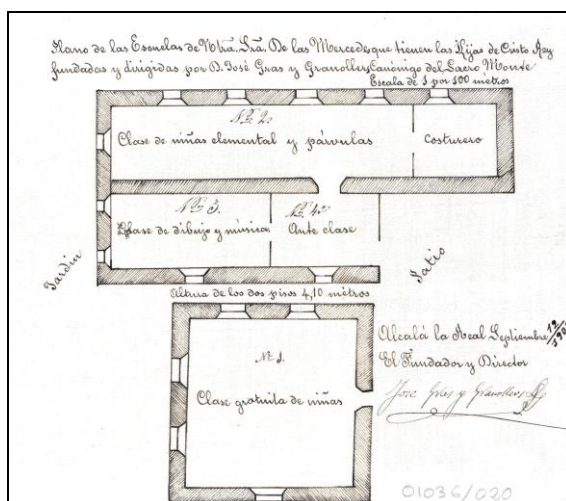 Plano de las Escuelas de Ntra. Sra. De las Mercedes, que tienen las Hijas de Cristo Rey
fundadas y dirigidas por D. José Gras y Granollers, Canónigo del Sacro Monte
Escala de 1 por 100 metros
Nº 2º
Clase de niñas elemental y párvulas
Costurero
Nº 3.
Clase de dibujo y música
Nº 4º
Ante clase
Jardín
Patio
Altura de los dos pisos 4,10 metros
Nº 1.
Clase gratuita de niñas
Alcalá la Real Septiembre
El Fundador y Director
José Gras y Granollers
01036/020